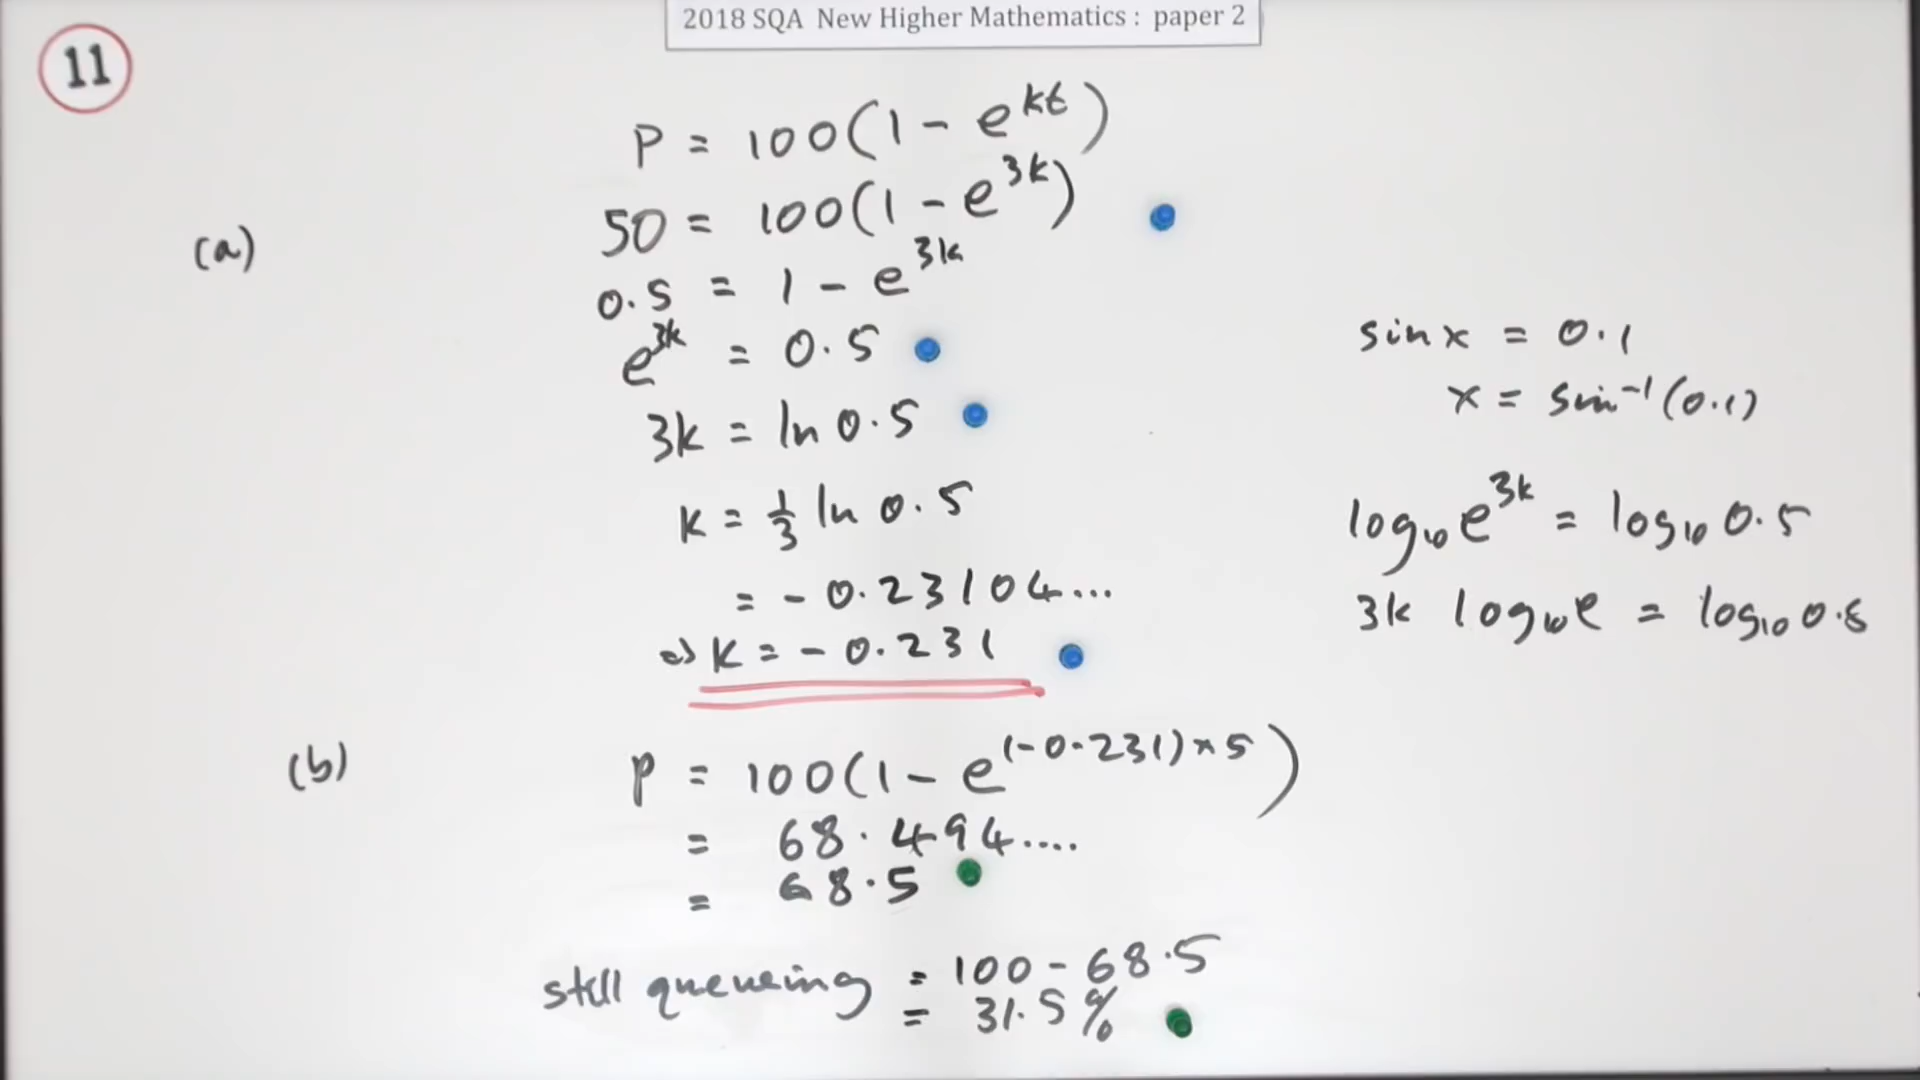 2018 SQA New Higher Mathematics : paper 2
11
P = 100(1 - e^{kt})
(a)
50 = 100(1 - e^{3k})
0.5 = 1 - e^{3k}
e^{3k} = 0.5
3k = ln 0.5
k = 1/3 ln 0.5
= -0.23104...
a) k = -0.231
sin x = 0.1
x = sin⁻¹(0.1)
log₁₀ e^{3k} = log₁₀ 0.5
3k log₁₀ e = log₁₀ 0.5
(b)
P = 100(1 - e^{(-0.231)×5})
= 68.494....
= 68.5
still queueing = 100 - 68.5
= 31.5%